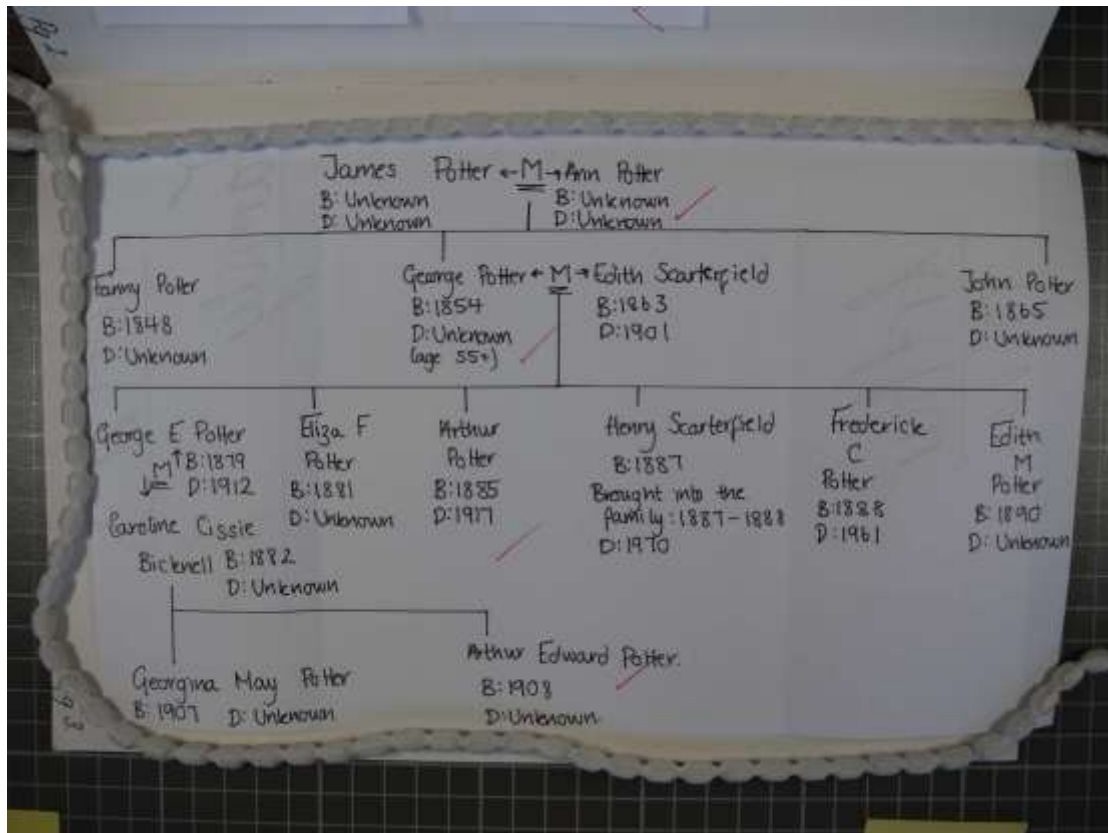 Pg 2
James Potter ←M→ Ann Potter
B: Unknown B: Unknown
D: Unknown D: Unknown
Fanny Potter
B:1848
D:Unknown
George Potter ← M → Edith Scarterfield
B:1854 B:1863
D:Unknown D:1901
(age 55+)
John Potter
B:1865
D:Unknown
George E Potter
M↑ B:1879
D:1912
Caroline Cissie
Bicknell B:1882
D:Unknown
Eliza F
Potter
B:1881
D:Unknown
Arthur
Potter
B:1885
D:1917
Henry Scarterfield
B:1887
Brought into the
family:1887-1888
D:1970
Frederick
C
Potter
B:1888
D:1961
Edith
M
Potter
B:1890
D:Unknown
Georgina May Potter
B:1907 D:Unknown
Arthur Edward Potter.
B:1908
D:Unknown